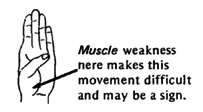 Muscle weakness
nere makes this
movement difficult
and may be a sign.